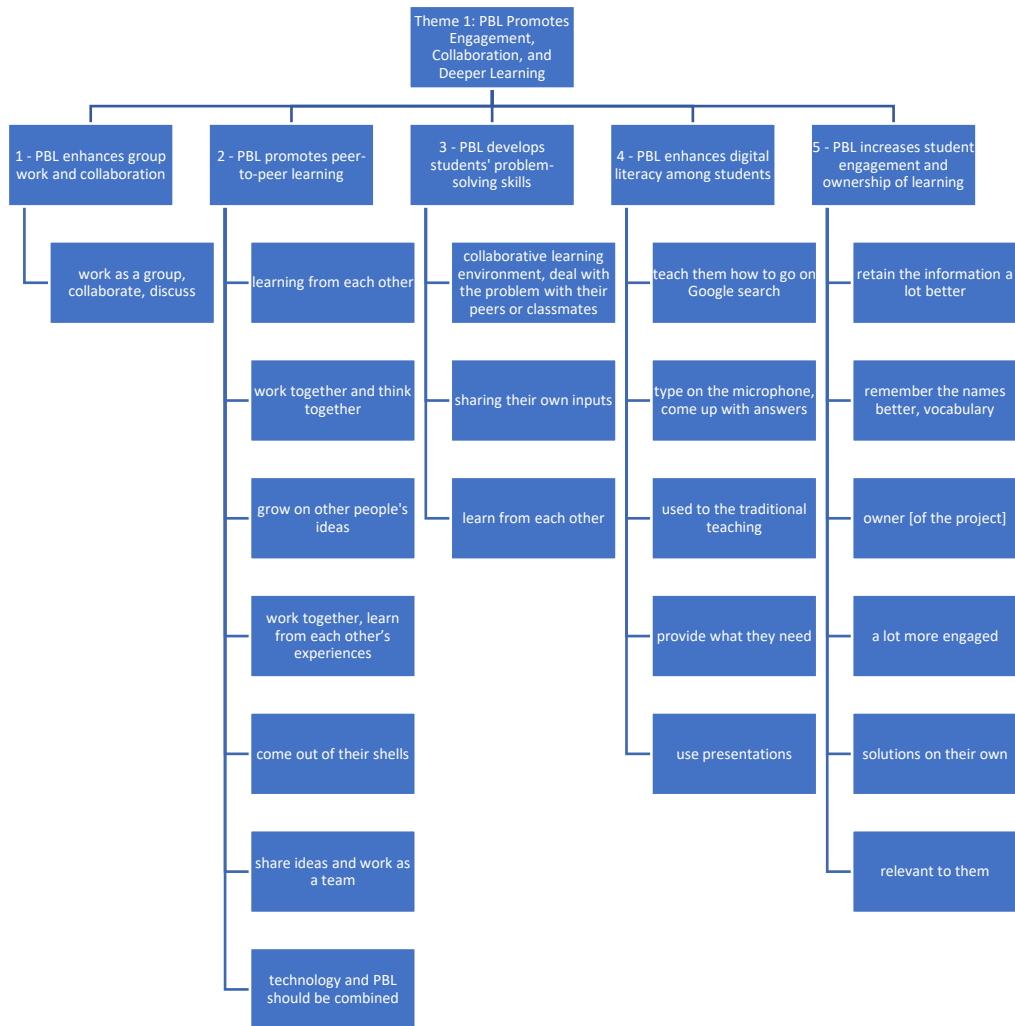 Theme 1: PBL Promotes
Engagement,
Collaboration, and
Deeper Learning
1 - PBL enhances group
work and collaboration
work as a group,
collaborate, discuss
2 - PBL promotes peer-
to-peer learning
learning from each other
work together and think
together
grow on other people's
ideas
work together, learn
from each other’s
experiences
come out of their shells
share ideas and work as
a team
technology and PBL
should be combined
3 - PBL develops
students' problem-
solving skills
collaborative learning
environment, deal with
the problem with their
peers or classmates
sharing their own inputs
learn from each other
4 - PBL enhances digital
literacy among students
teach them how to go on
Google search
type on the microphone,
come up with answers
used to the traditional
teaching
provide what they need
use presentations
5 - PBL increases student
engagement and
ownership of learning
retain the information a
lot better
remember the names
better, vocabulary
owner [of the project]
a lot more engaged
solutions on their own
relevant to them